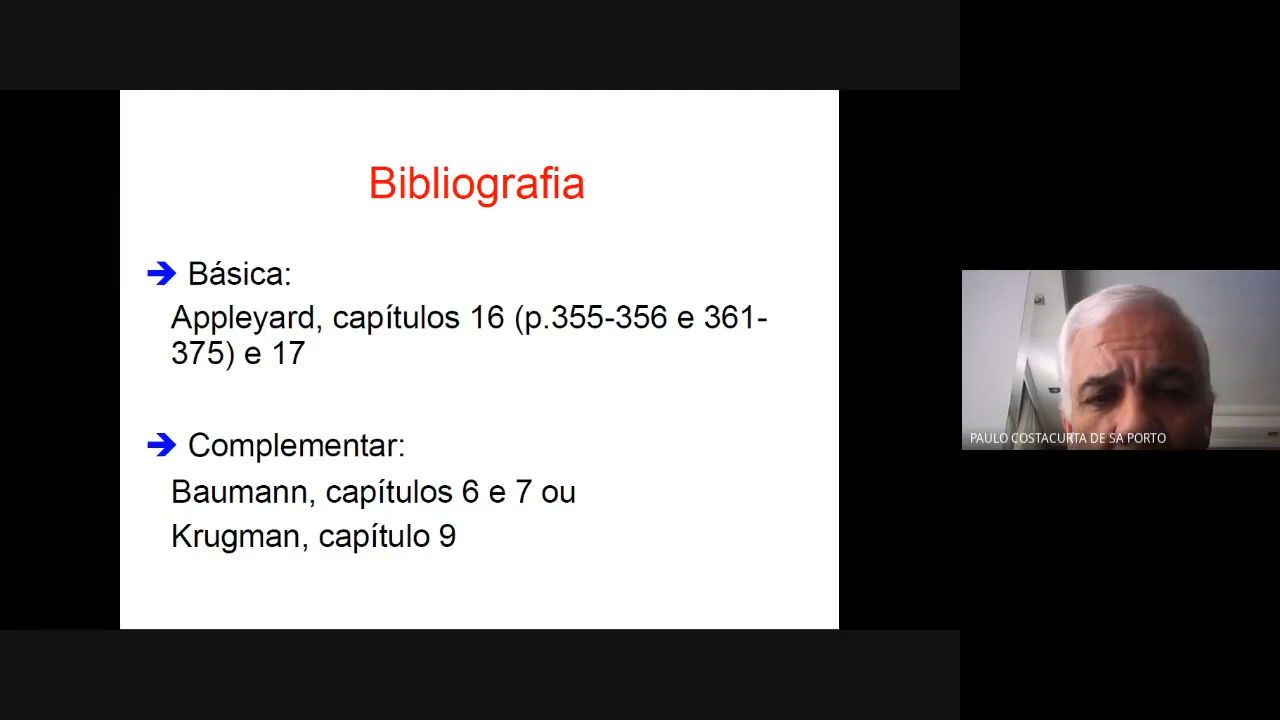 Bibliografia
Básica:
Appleyard, capítulos 16 (p.355-356 e 361-
375) e 17
Complementar:
Baumann, capítulos 6 e 7 ou
Krugman, capítulo 9
PAULO COSTACURTA DE SA PORTO